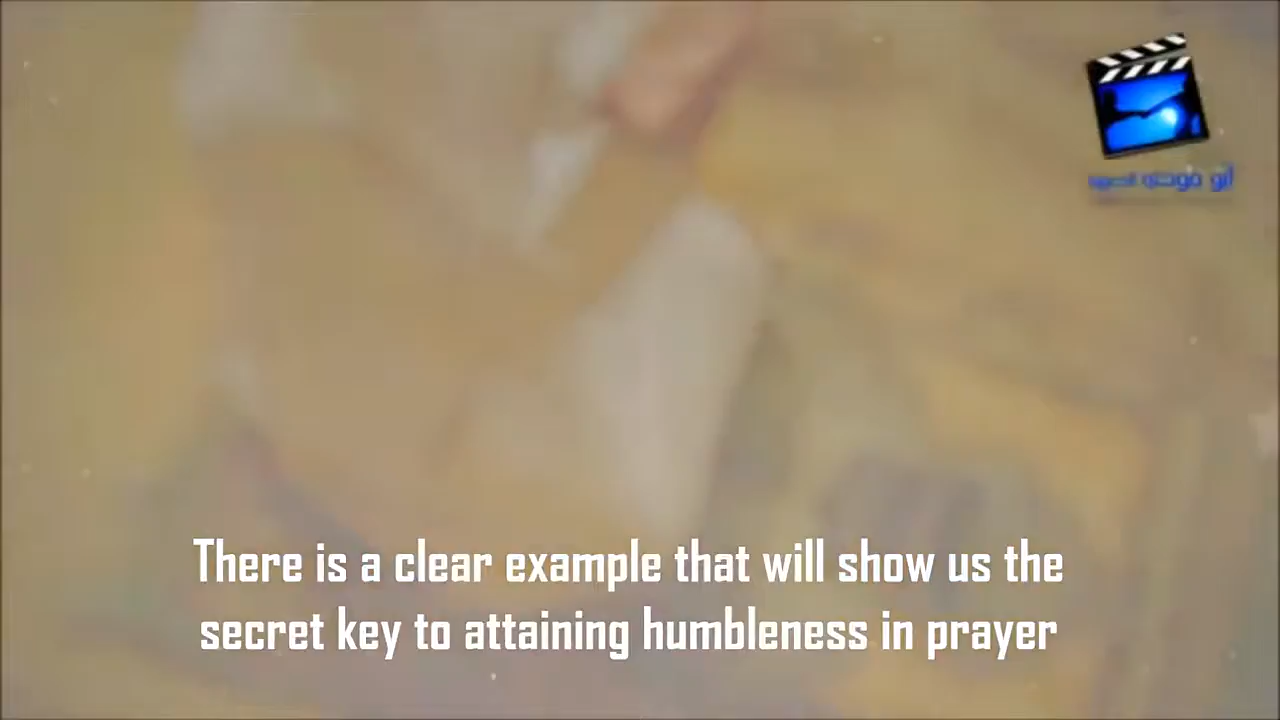 There is a clear example that will show us the
secret key to attaining humbleness in prayer